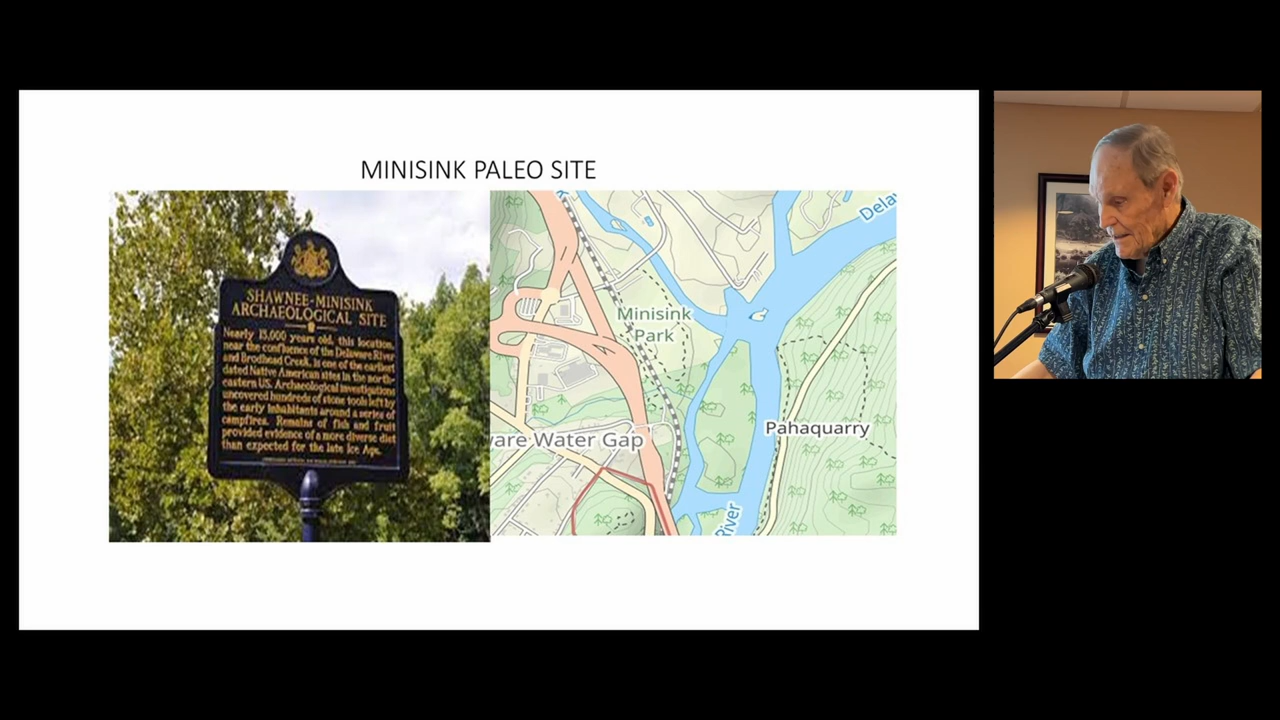 MINISINK PALEO SITE
SHAWNEE-MINISINK
ARCHAEOLOGICAL SITE
Nearly 13,000 years old, this location,
near the confluence of the Delaware River
and Brodhead Creek, is one of the earliest
dated Native American sites in the north-
eastern U.S. Archaeological investigations
uncovered hundreds of stone tools left by
the early inhabitants around a series of
campfires. Remains of fish and fruit
provided evidence of a more diverse diet
than expected for the late Ice Age.
Dela
Minisink
Park
Pahaquarry
ware Water Gap
River